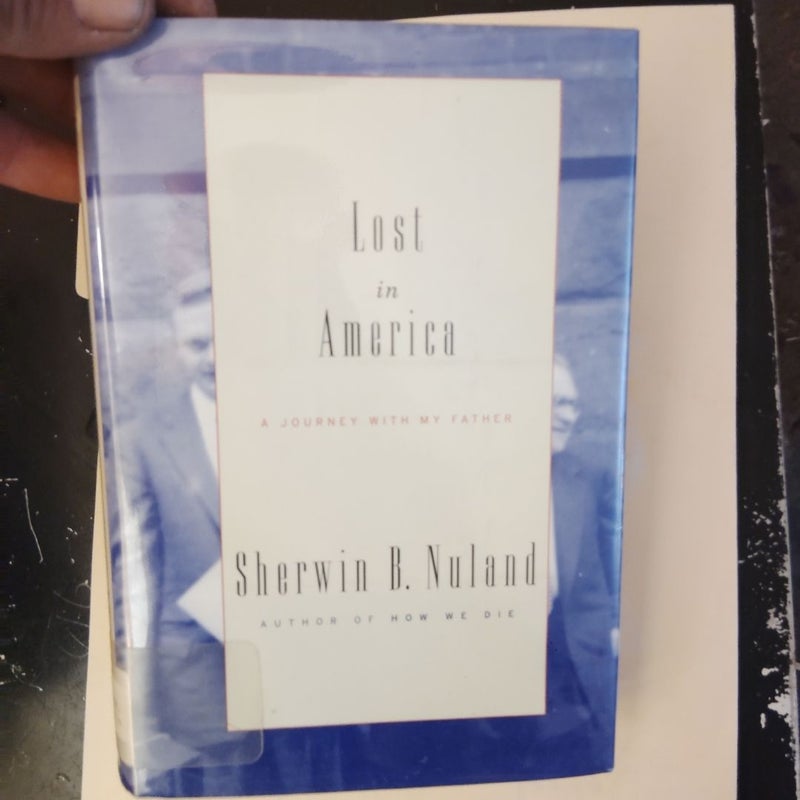 Lost
in
America
A JOURNEY WITH MY FATHER
Sherwin B. Nuland
AUTHOR OF HOW WE DIE